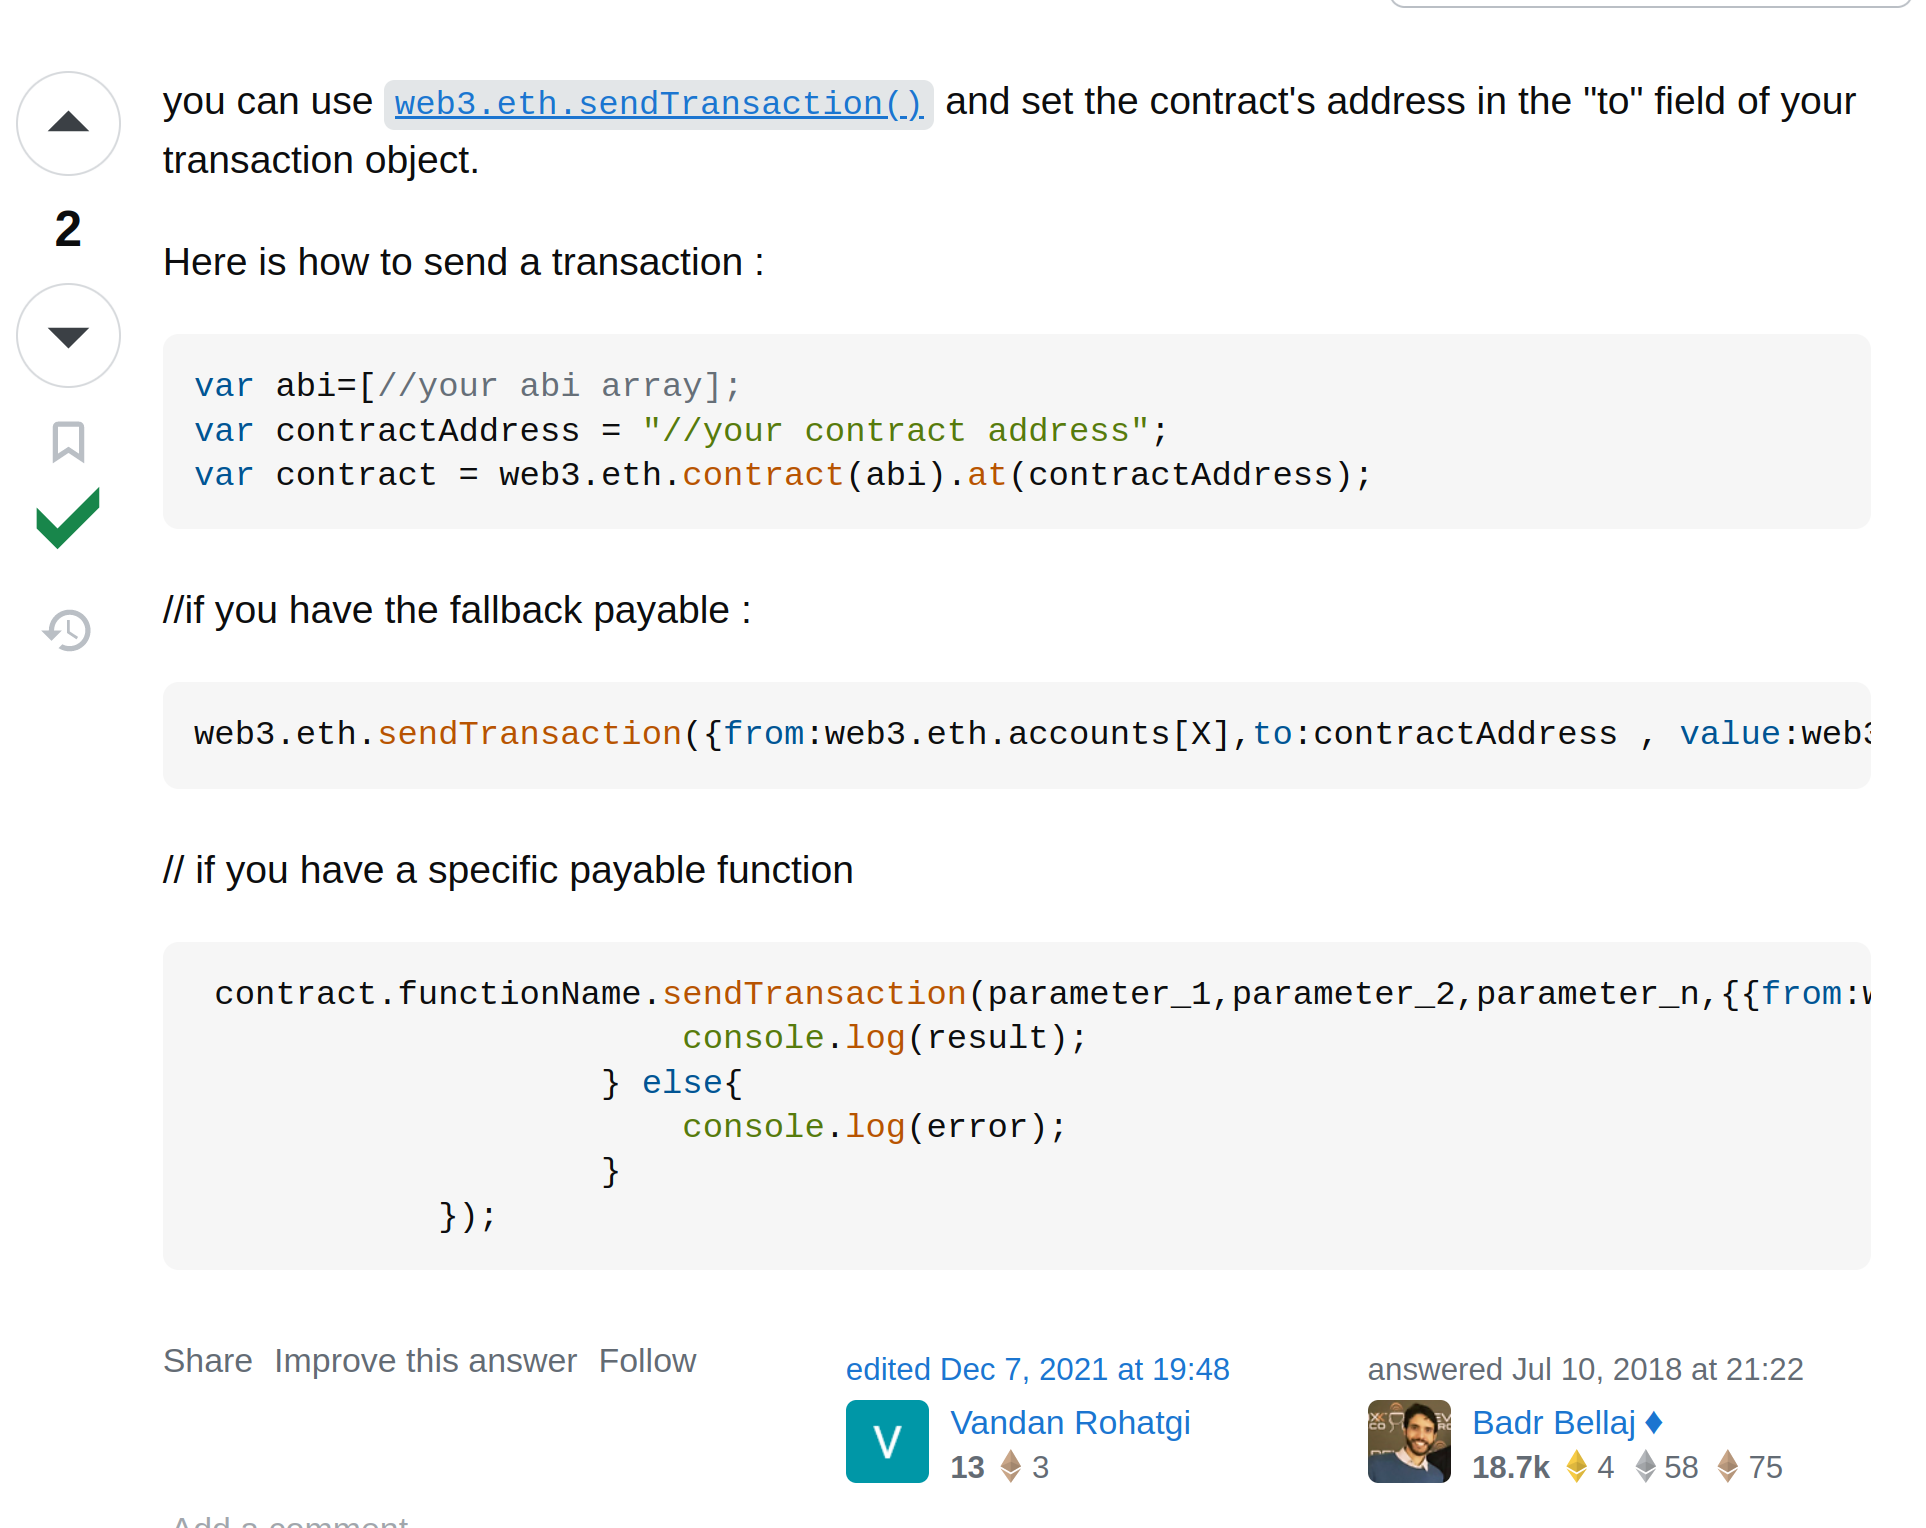 you can use web3.eth.sendTransaction() and set the contract's address in the "to" field of your
transaction object.
2
Here is how to send a transaction :
var abi=[//your abi array];
var contractAddress = "//your contract address";
var contract = web3.eth.contract(abi).at(contractAddress);
//if you have the fallback payable :
web3.eth.sendTransaction({from:web3.eth.accounts[X],to:contractAddress , value:web3
// if you have a specific payable function
contract.functionName.sendTransaction(parameter_1,parameter_2,parameter_n,{{from:w
console.log(result);
} else{
console.log(error);
}
});
Share Improve this answer Follow
edited Dec 7, 2021 at 19:48
V
Vandan Rohatgi
13 3
answered Jul 10, 2018 at 21:22
Badr Bellaj ♦
18.7k 4 58 75
Add a comment